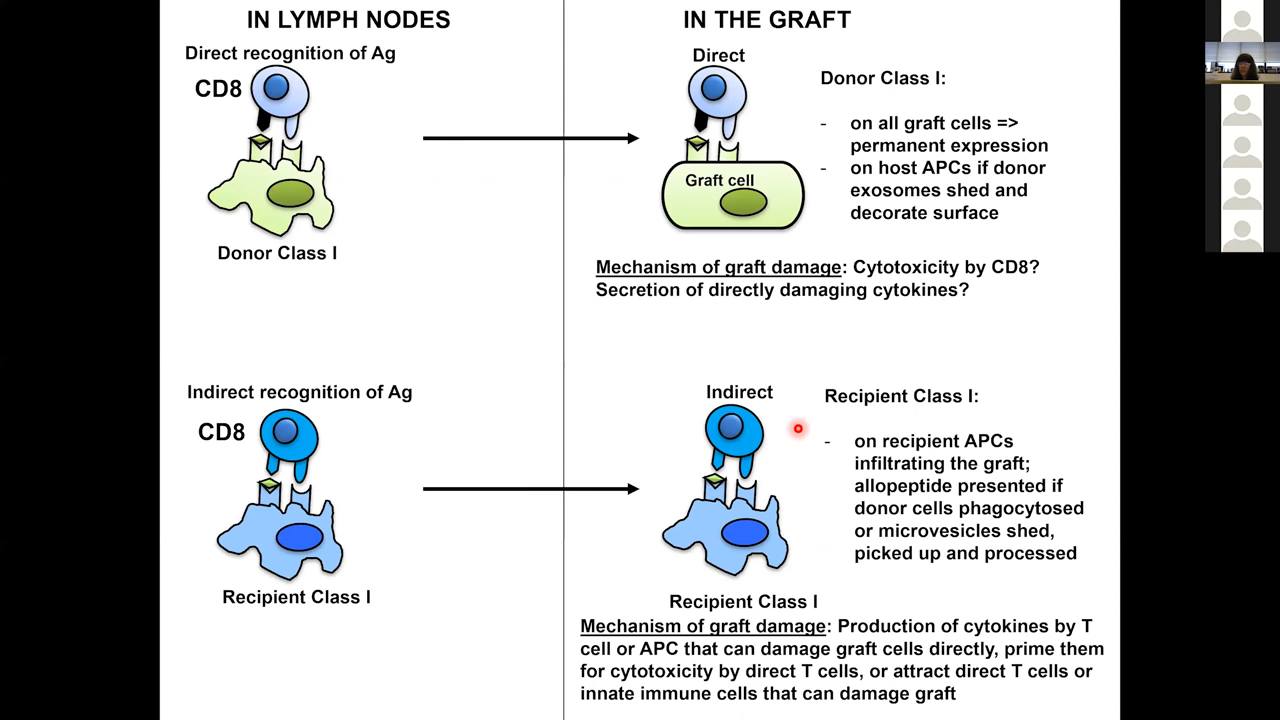 IN LYMPH NODES
Direct recognition of Ag
CD8
Donor Class I
Indirect recognition of Ag
CD8
Recipient Class I
IN THE GRAFT
Direct
Graft cell
Donor Class I:
- on all graft cells =>
permanent expression
- on host APCs if donor
exosomes shed and
decorate surface
Mechanism of graft damage: Cytotoxicity by CD8?
Secretion of directly damaging cytokines?
Indirect
Recipient Class I
Recipient Class I:
- on recipient APCs
infiltrating the graft;
allopeptide presented if
donor cells phagocytosed
or microvesicles shed,
picked up and processed
Mechanism of graft damage: Production of cytokines by T
cell or APC that can damage graft cells directly, prime them
for cytotoxicity by direct T cells, or attract direct T cells or
innate immune cells that can damage graft